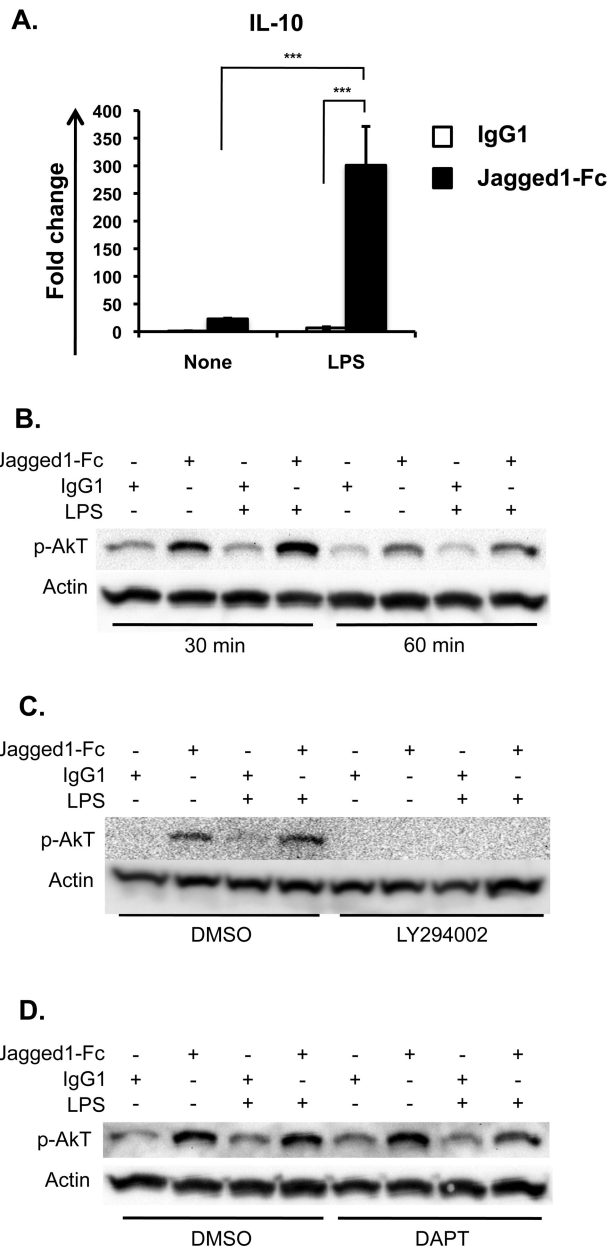 A.
IL-10
***
***
400
350
300
250
200
150
100
50
0
Fold change
None LPS
IgG1
Jagged1-Fc
B.
Jagged1-Fc - + - + - + - +
IgG1 + - + - + - + -
LPS - - + + - - + +
p-AkT
Actin
30 min 60 min
C.
Jagged1-Fc - + - + - + - +
IgG1 + - + - + - + -
LPS - - + + - - + +
p-AkT
Actin
DMSO LY294002
D.
Jagged1-Fc - + - + - + - +
IgG1 + - + - + - + -
LPS - - + + - - + +
p-AkT
Actin
DMSO DAPT